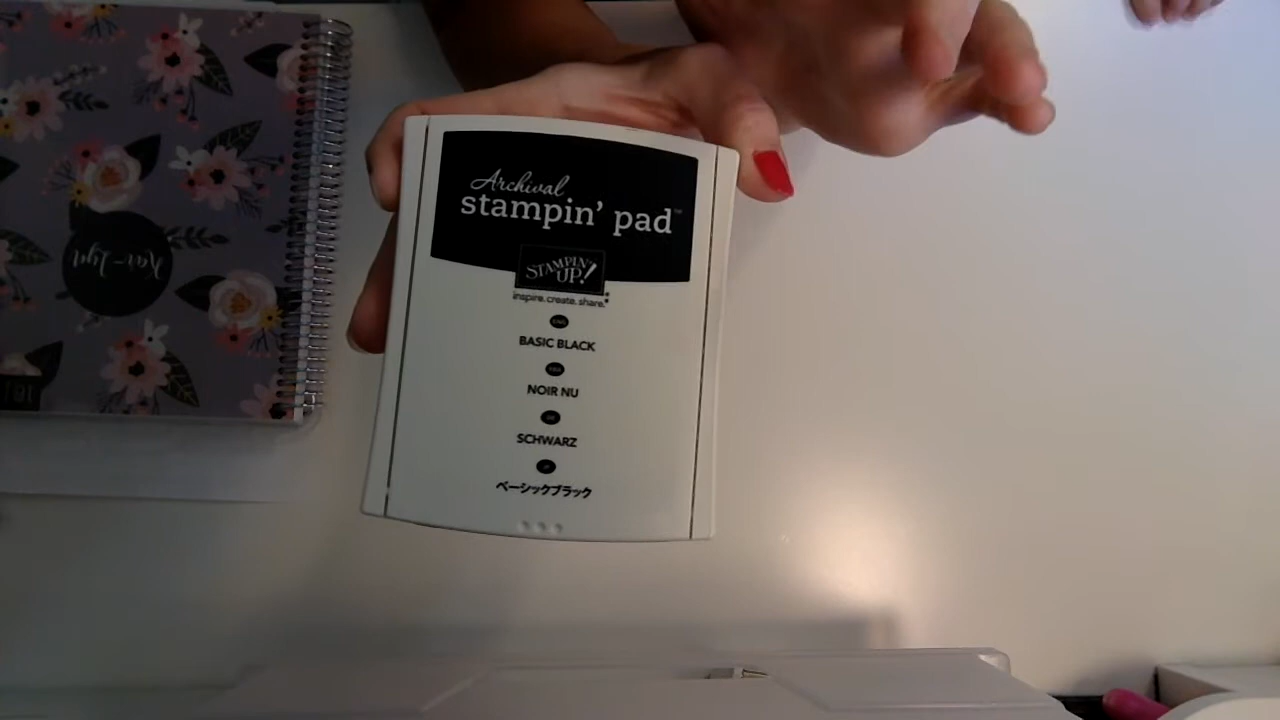 Archival
stampin' pad™
STAMPIN'
UP!
inspire. create. share.
BASIC BLACK
NOIR NU
SCHWARZ
ベーシックブラック